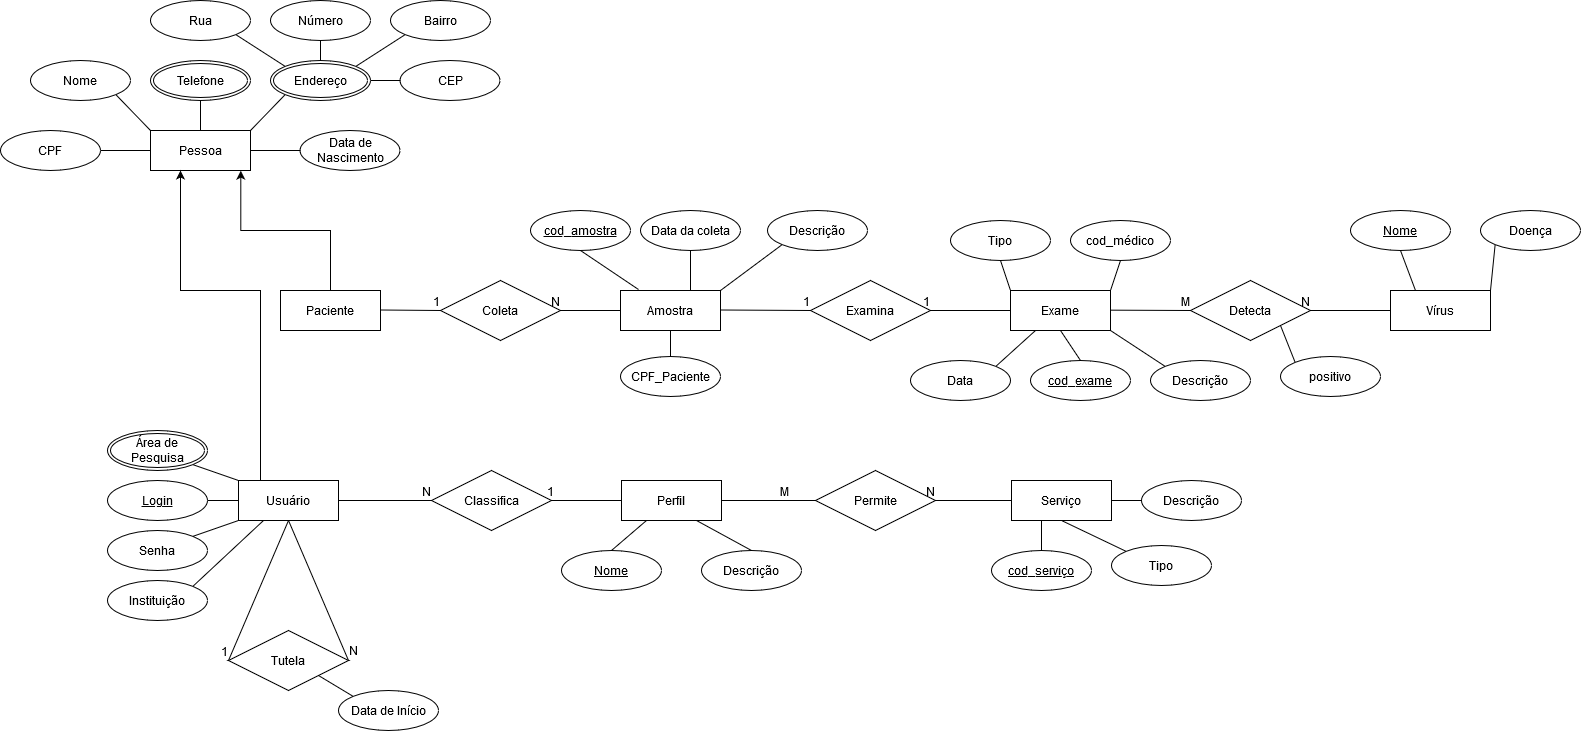 Rua
Número
Bairro
Nome
Telefone
Endereço
CEP
CPF
Pessoa
Data de
Nascimento
cod_amostra
Data da coleta
Descrição
Tipo
cod_médico
Nome
Doença
Paciente
1
Coleta
N
Amostra
1
Examina
1
Exame
M
Detecta
N
Vírus
CPF_Paciente
Data
cod_exame
Descrição
positivo
Área de
Pesquisa
Login
Usuário
N
Classifica
1
Perfil
M
Permite
N
Serviço
Descrição
Senha
Nome
Descrição
cod_serviço
Tipo
Instituição
1
Tutela
N
Data de Início